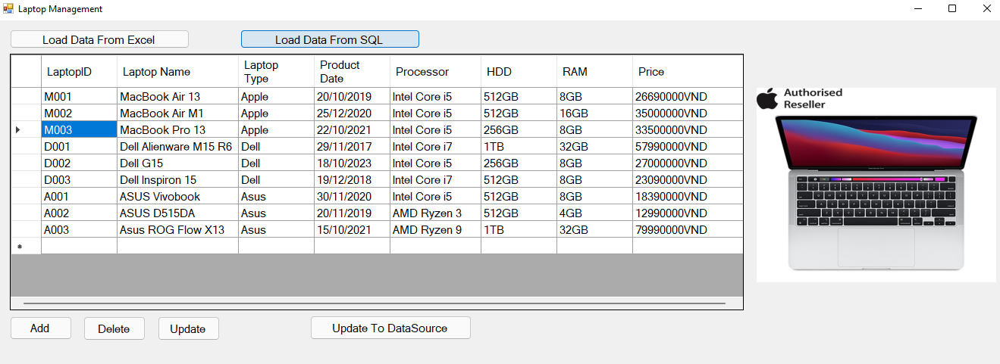 Laptop Management
Load Data From Excel Load Data From SQL
LaptopID Laptop Name Laptop Type Product Date Processor HDD RAM Price
M001 MacBook Air 13 Apple 20/10/2019 Intel Core i5 512GB 8GB 26690000VND
M002 MacBook Air M1 Apple 25/12/2020 Intel Core i5 512GB 16GB 35000000VND
M003 MacBook Pro 13 Apple 22/10/2021 Intel Core i5 256GB 8GB 33500000VND
D001 Dell Alienware M15 R6 Dell 29/11/2017 Intel Core i7 1TB 32GB 57990000VND
D002 Dell G15 Dell 18/10/2023 Intel Core i5 256GB 8GB 27000000VND
D003 Dell Inspiron 15 Dell 19/12/2018 Intel Core i7 512GB 8GB 23090000VND
A001 ASUS Vivobook Asus 30/11/2020 Intel Core i5 512GB 8GB 18390000VND
A002 ASUS D515DA Asus 20/11/2019 AMD Ryzen 3 512GB 4GB 12990000VND
A003 Asus ROG Flow X13 Asus 15/10/2021 AMD Ryzen 9 1TB 32GB 79990000VND
Authorised
Reseller
Add Delete Update Update To DataSource